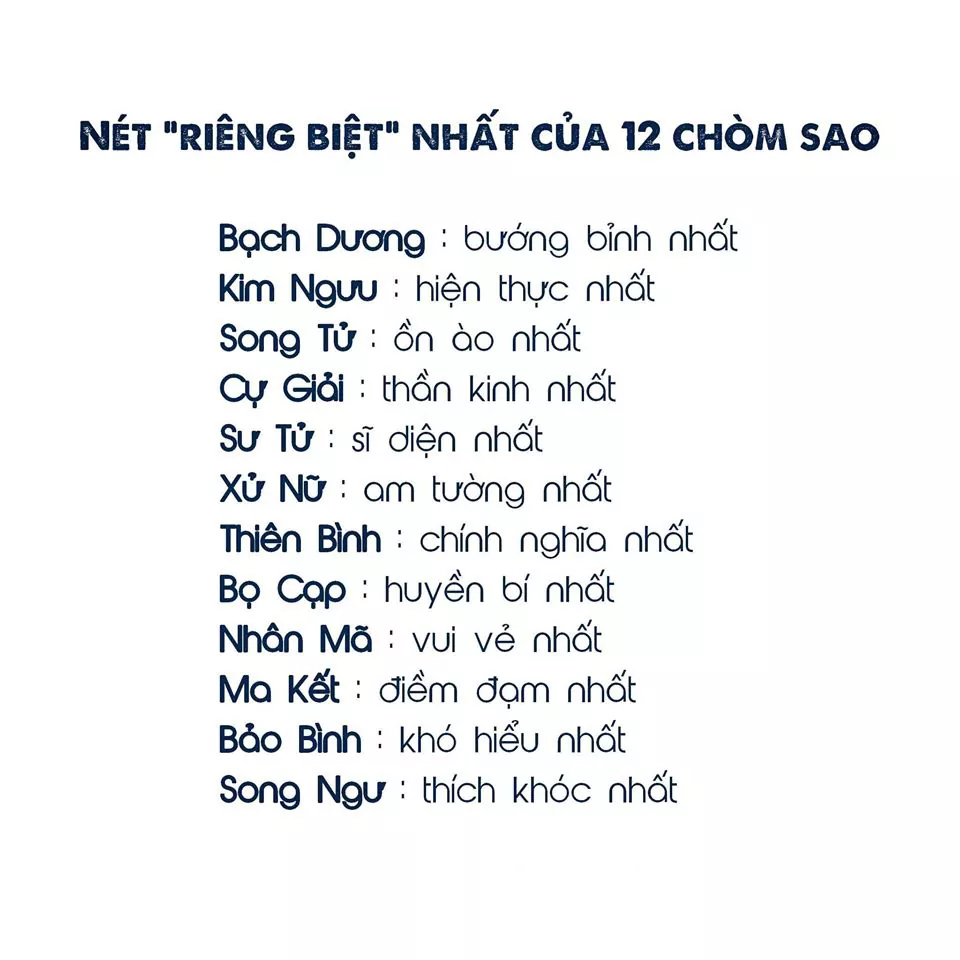 NÉT "RIÊNG BIỆT" NHẤT CỦA 12 CHÒM SAO
Bạch Dương : bướng bỉnh nhất
Kim Ngưu : hiện thực nhất
Song Tử : ồn ào nhất
Cự Giải : thần kinh nhất
Sư Tử : sĩ diện nhất
Xử Nữ : am tường nhất
Thiên Bình : chính nghĩa nhất
Bọ Cạp : huyền bí nhất
Nhân Mã : vui vẻ nhất
Ma Kết : điềm đạm nhất
Bảo Bình : khó hiểu nhất
Song Ngư : thích khóc nhất